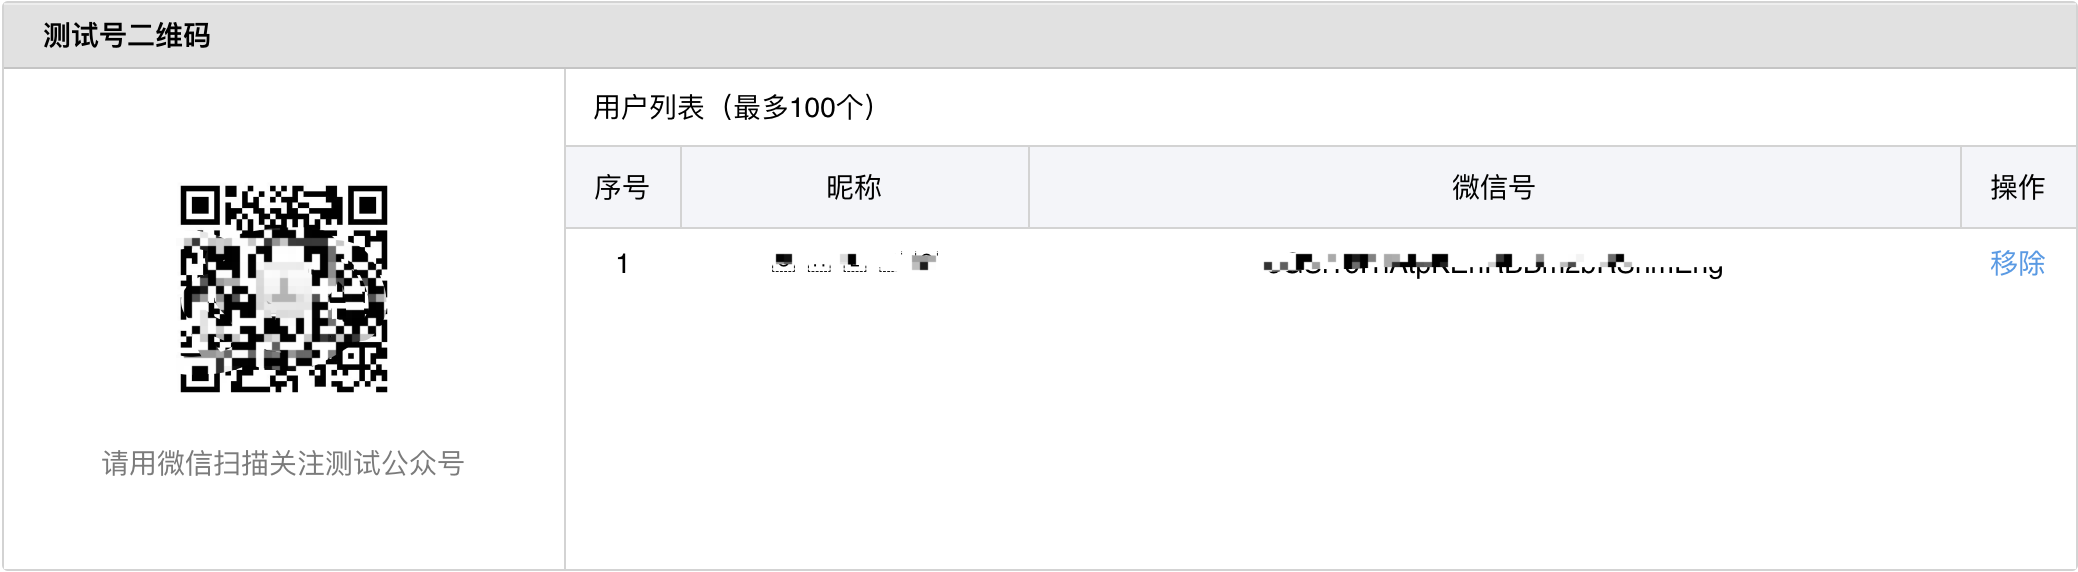 测试号二维码
用户列表（最多100个）
序号 昵称 微信号 操作
1 移除
请用微信扫描关注测试公众号